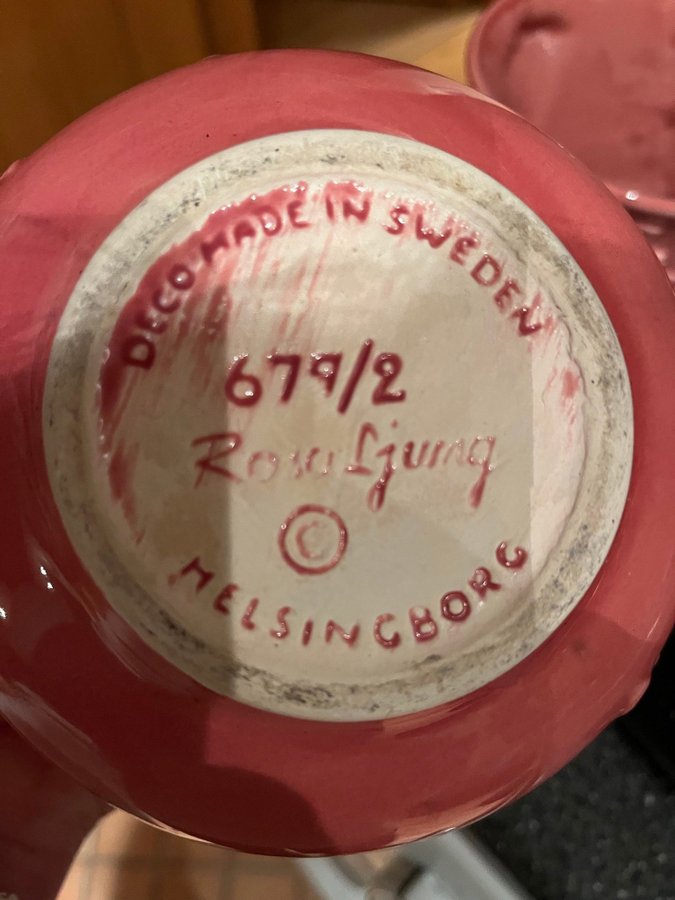 DECO·MADE IN SWEDEN
679/2
Rosa Ljung
©
HELSINGBORG